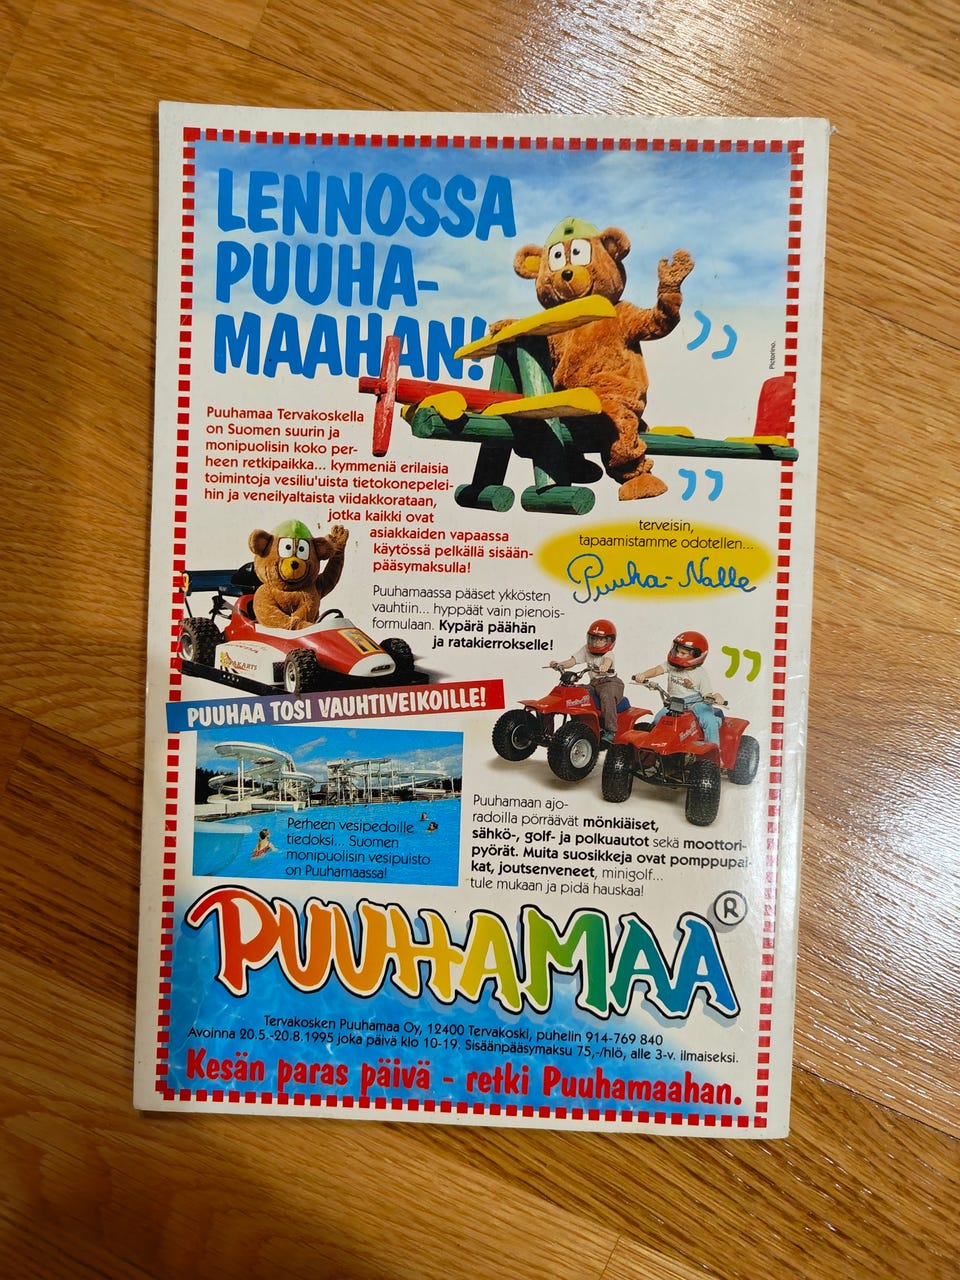 LENNOSSA
PUUHA-
MAAHAN!
Pictorino.
Puuhamaa Tervakoskella
on Suomen suurin ja
monipuolisin koko per-
heen retkipaikka... kymmeniä erilaisia
toimintoja vesiliu'uista tietokonepelei-
hin ja veneilyaltaista viidakkorataan,
jotka kaikki ovat
asiakkaiden vapaassa
käytössä pelkällä sisään-
pääsymaksulla!
terveisin,
tapaamistamme odotellen...
Puuha-Nalle
Puuhamaassa pääset ykkösten
vauhtiin... hyppäät vain pienois-
formulaan. Kypärä päähän
ja ratakierrokselle!
PUUHAA TOSI VAUHTIVEIKOILLE!
Perheen vesipedoille
tiedoksi... Suomen
monipuolisin vesipuisto
on Puuhamaassa!
Puuhamaan ajo-
radoilla pörräävät mönkiäiset,
sähkö-, golf- ja polkuautot sekä moottori-
pyörät. Muita suosikkeja ovat pomppupai-
kat, joutsenveneet, minigolf...
tule mukaan ja pidä hauskaa!
PUUHAMAA ®
Tervakosken Puuhamaa Oy, 12400 Tervakoski, puhelin 914-769 840
Avoinna 20.5.-20.8.1995 joka päivä klo 10-19. Sisäänpääsymaksu 75,-/hlö, alle 3-v. ilmaiseksi.
Kesän paras päivä - retki Puuhamaahan.